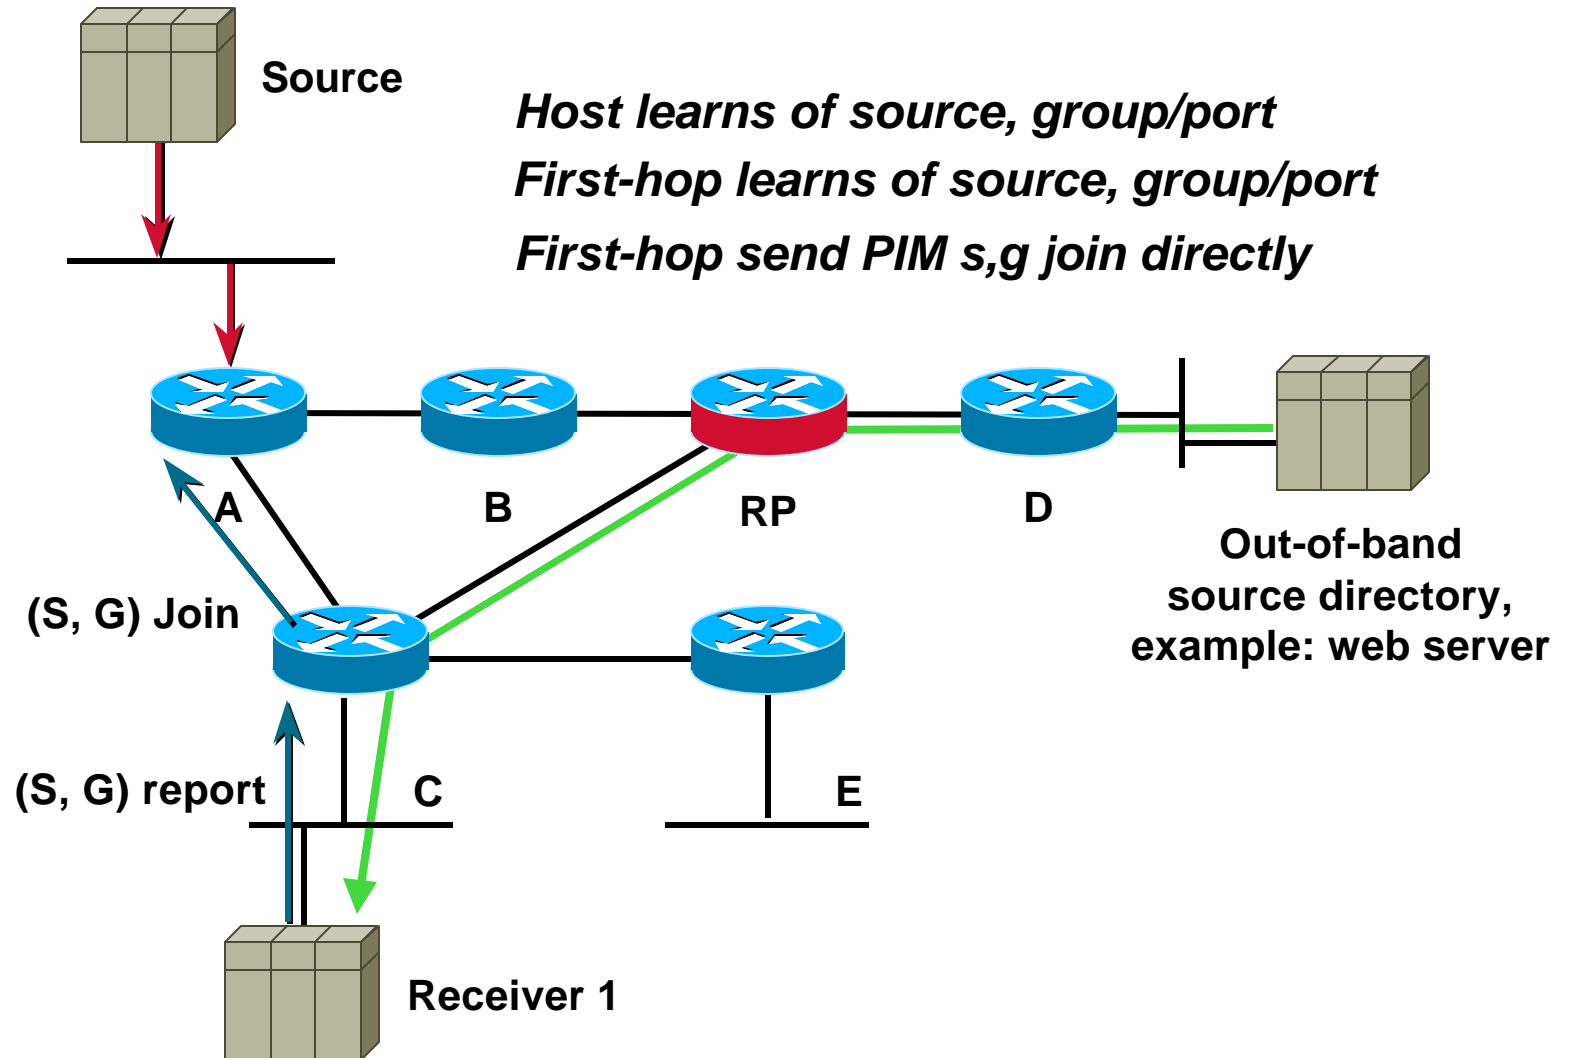 Source
Host learns of source, group/port
First-hop learns of source, group/port
First-hop send PIM s,g join directly
A
B
RP
D
Out-of-band
source directory,
example: web server
(S, G) Join
(S, G) report
C
E
Receiver 1